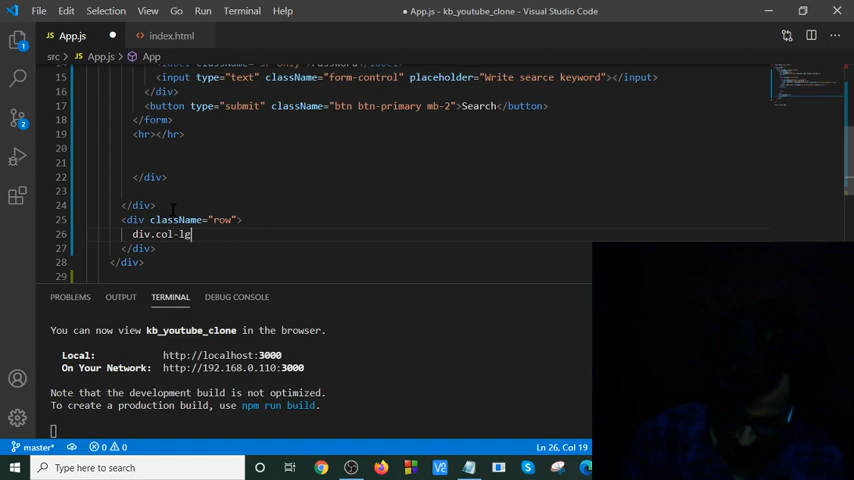 File Edit Selection View Go Run Terminal Help
● App.js - kb_youtube_clone - Visual Studio Code
App.js ● index.html
src > App.js > App
15 <input type="text" className="form-control" placeholder="Write searce keyword"></input>
16 </div>
17 <button type="submit" className="btn btn-primary mb-2">Search</button>
18 </form>
19 <hr></hr>
20
21
22 </div>
23
24 </div>
25 <div className="row">
26 div.col-lg
27 </div>
28 </div>
29
PROBLEMS OUTPUT TERMINAL DEBUG CONSOLE
You can now view kb_youtube_clone in the browser.
Local: http://localhost:3000
On Your Network: http://192.168.0.110:3000
Note that the development build is not optimized.
To create a production build, use npm run build.
master* 0 0 Ln 26, Col 19
Type here to search